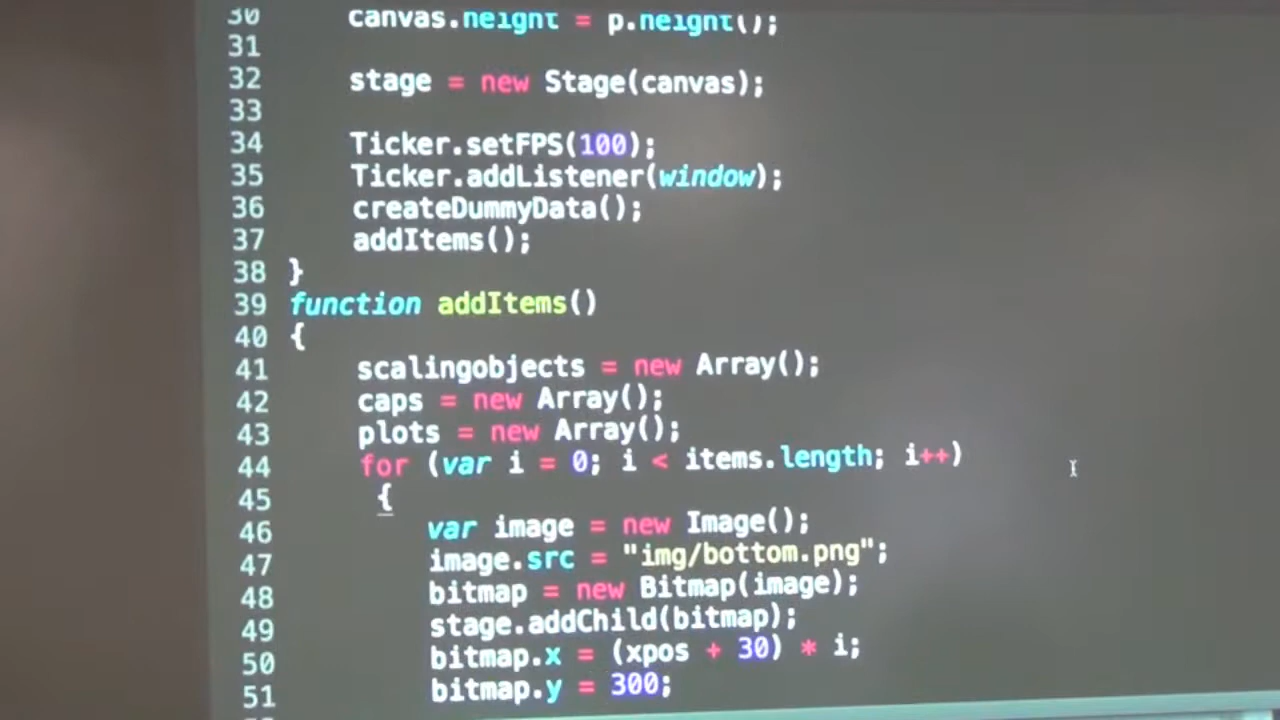 30 canvas.height = p.height();
31
32 stage = new Stage(canvas);
33
34 Ticker.setFPS(100);
35 Ticker.addListener(window);
36 createDummyData();
37 addItems();
38 }
39 function addItems()
40 {
41 scalingobjects = new Array();
42 caps = new Array();
43 plots = new Array();
44 for (var i = 0; i < items.length; i++)
45 {
46 var image = new Image();
47 image.src = "img/bottom.png";
48 bitmap = new Bitmap(image);
49 stage.addChild(bitmap);
50 bitmap.x = (xpos + 30) * i;
51 bitmap.y = 300;